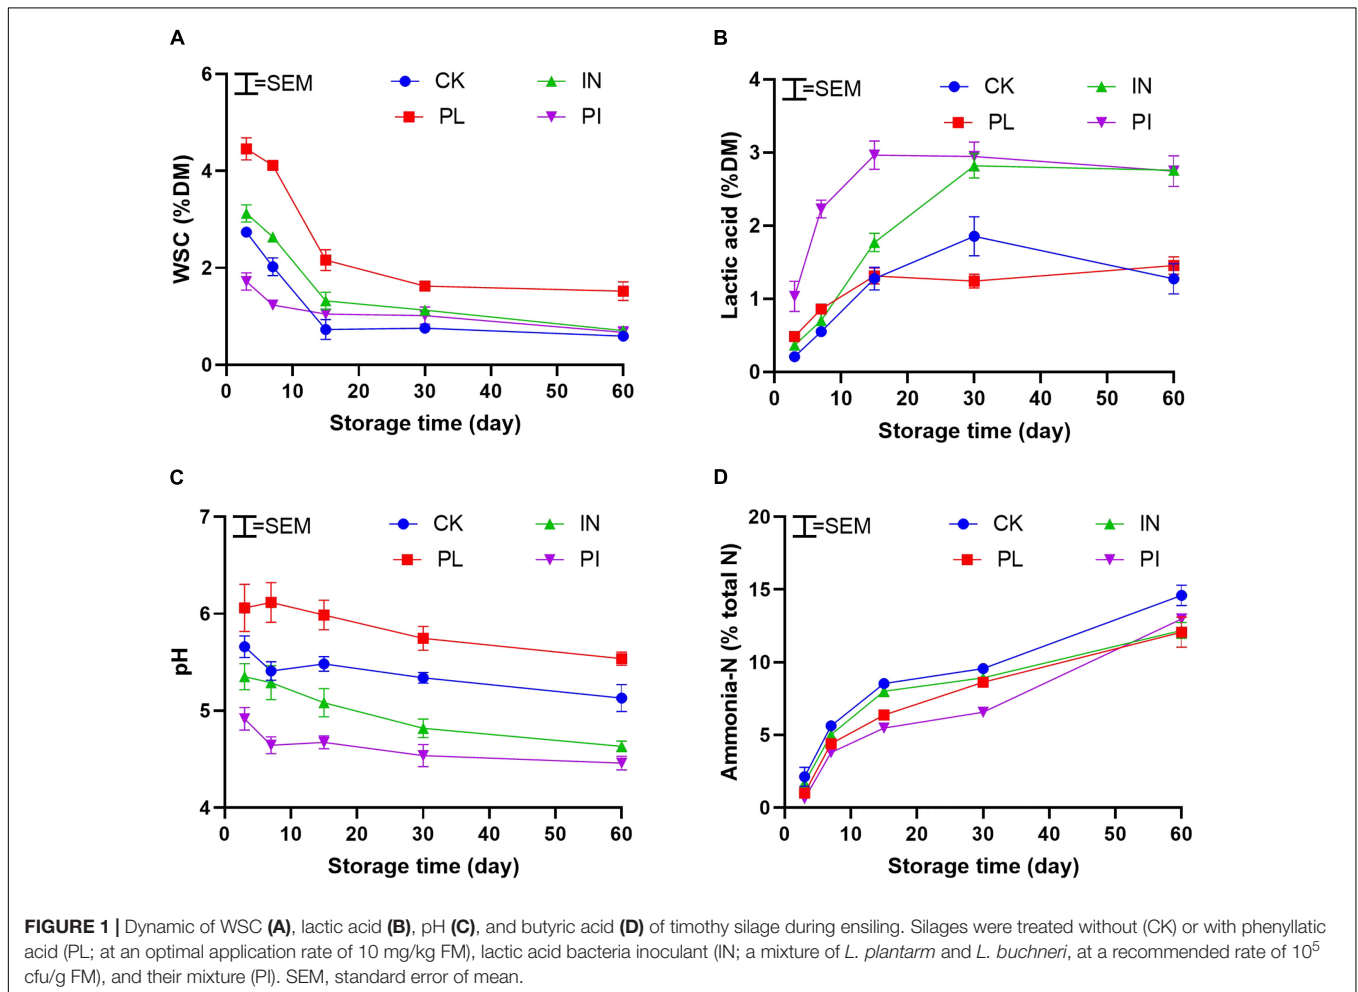 A
6
4
2
0
WSC (%DM)
=SEM
CK
IN
PL
PI
0 10 20 30 40 50 60
Storage time (day)
B
4
3
2
1
0
Lactic acid (%DM)
=SEM
CK
IN
PL
PI
0 10 20 30 40 50 60
Storage time (day)
C
7
6
5
4
pH
=SEM
CK
IN
PL
PI
0 10 20 30 40 50 60
Storage time (day)
D
20
15
10
5
0
Ammonia-N (% total N)
=SEM
CK
IN
PL
PI
0 10 20 30 40 50 60
Storage time (day)
FIGURE 1 | Dynamic of WSC (A), lactic acid (B), pH (C), and butyric acid (D) of timothy silage during ensiling. Silages were treated without (CK) or with phenyllatic
acid (PL; at an optimal application rate of 10 mg/kg FM), lactic acid bacteria inoculant (IN; a mixture of L. plantarm and L. buchneri, at a recommended rate of 10⁵
cfu/g FM), and their mixture (PI). SEM, standard error of mean.